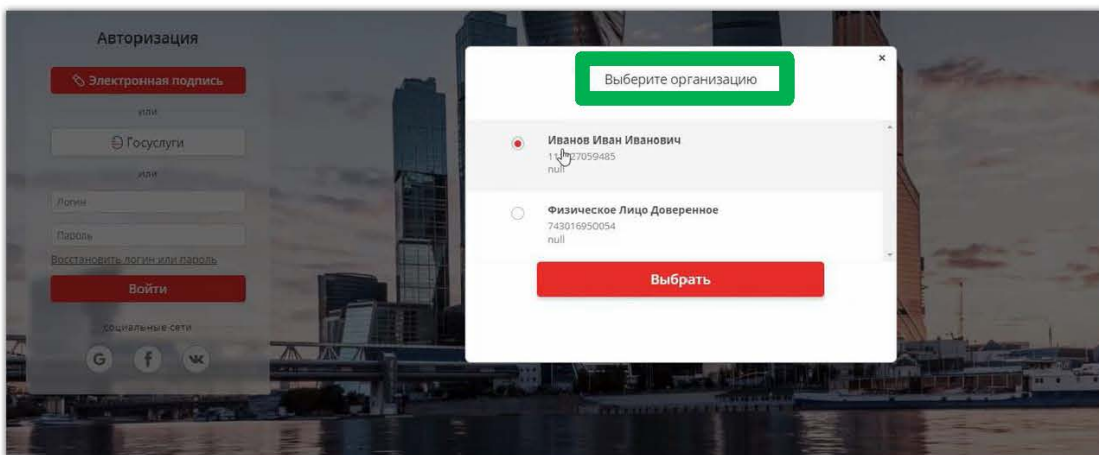 Авторизация
Электронная подпись
или
Госуслуги
или
Логин
Пароль
Восстановить логин или пароль
Войти
социальные сети
G f
×
Выберите организацию
Иванов Иван Иванович
null
Физическое Лицо Доверенное
743016950054
null
Выбрать